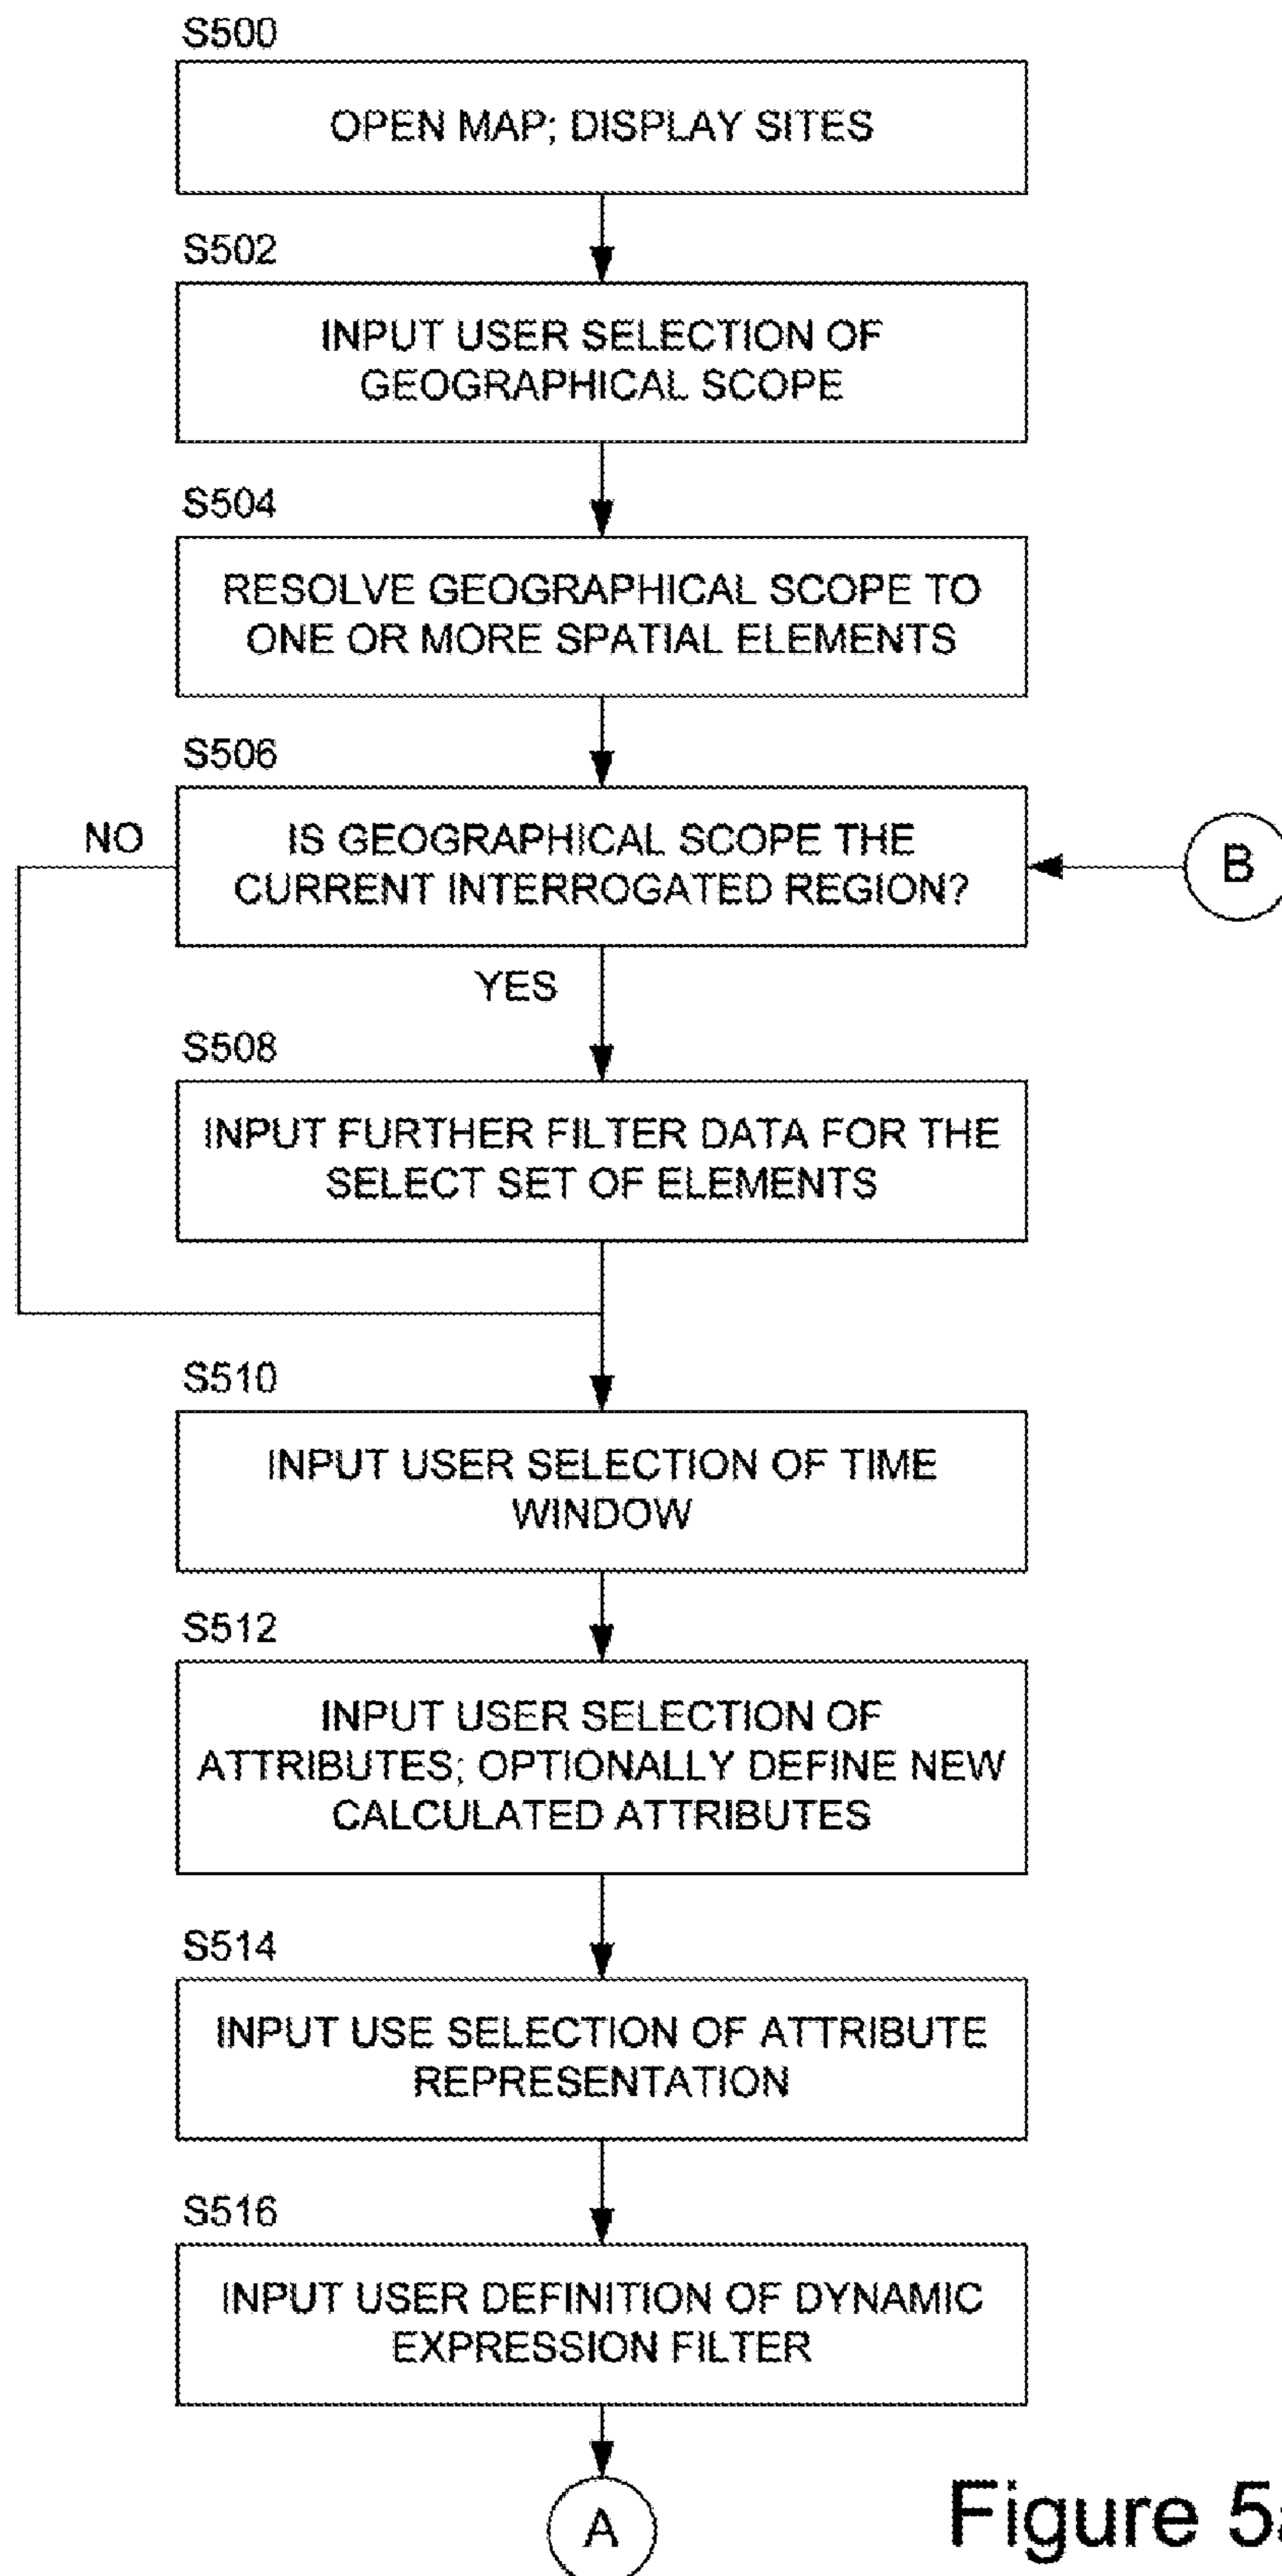 S500
OPEN MAP; DISPLAY SITES
S502
INPUT USER SELECTION OF
GEOGRAPHICAL SCOPE
S504
RESOLVE GEOGRAPHICAL SCOPE TO
ONE OR MORE SPATIAL ELEMENTS
S506
NO
IS GEOGRAPHICAL SCOPE THE
CURRENT INTERROGATED REGION?
B
YES
S508
INPUT FURTHER FILTER DATA FOR THE
SELECT SET OF ELEMENTS
S510
INPUT USER SELECTION OF TIME
WINDOW
S512
INPUT USER SELECTION OF
ATTRIBUTES; OPTIONALLY DEFINE NEW
CALCULATED ATTRIBUTES
S514
INPUT USE SELECTION OF ATTRIBUTE
REPRESENTATION
S516
INPUT USER DEFINITION OF DYNAMIC
EXPRESSION FILTER
A
Figure 5a